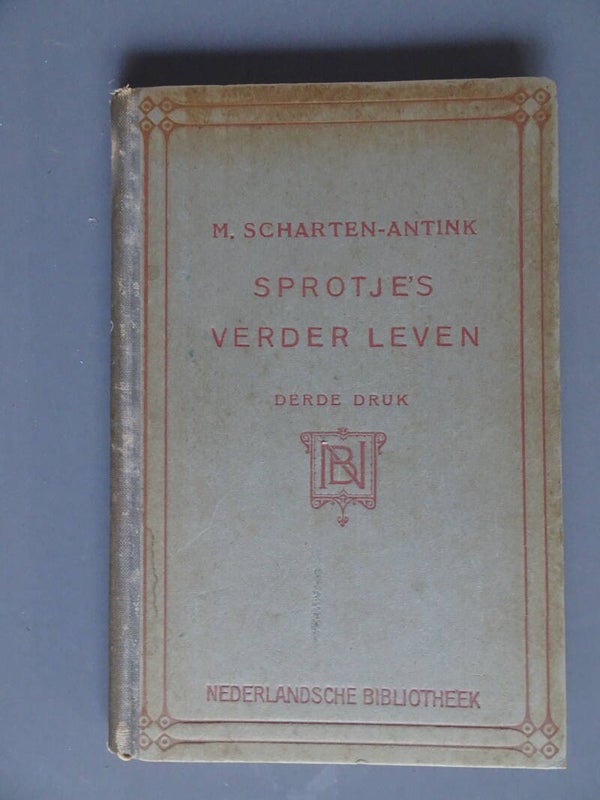 M. SCHARTEN-ANTINK
SPROTJE'S
VERDER LEVEN
DERDE DRUK
NB
NEDERLANDSCHE BIBLIOTHEEK